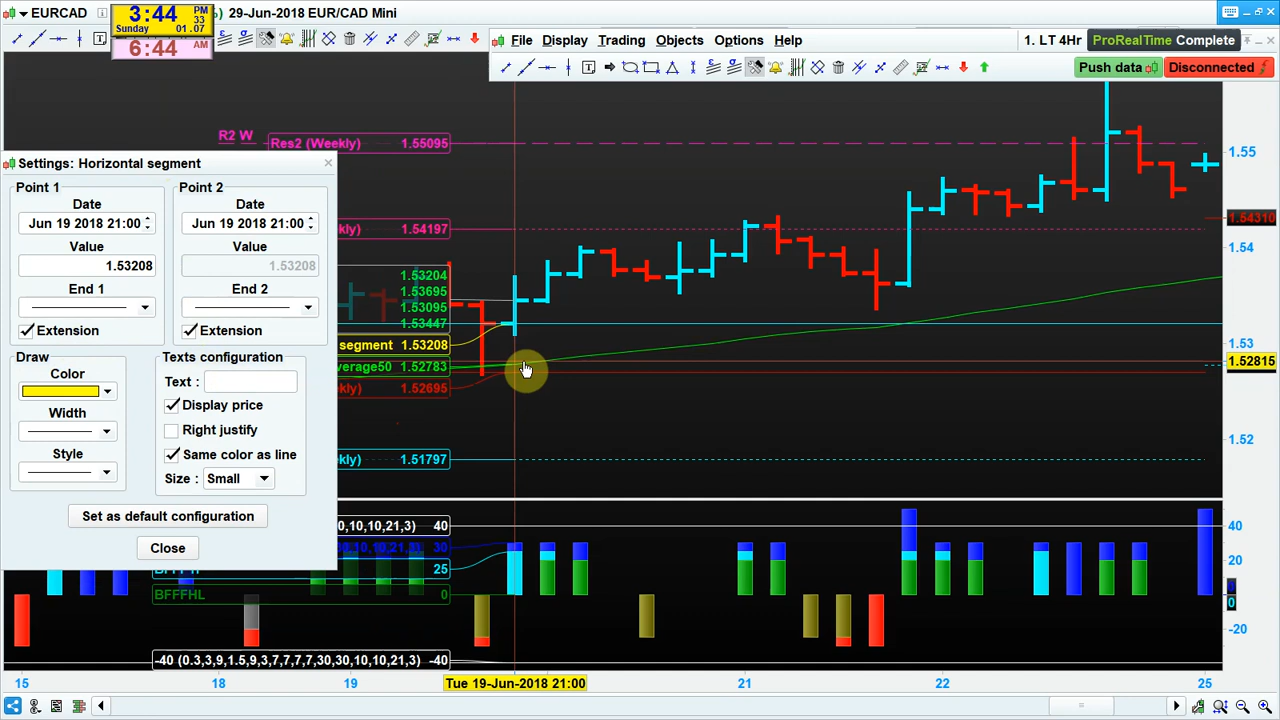 EURCAD
) 29-Jun-2018 EUR/CAD Mini
3:44 PM
33
Sunday 01.07
6:44 AM
File Display Trading Objects Options Help
1. LT 4Hr
ProRealTime Complete
Push data
Disconnected
R2 W
Res2 (Weekly) 1.55095
kly) 1.54197
1.53204
1.53695
1.53095
1.53447
segment 1.53208
verage50 1.52783
kly) 1.52695
kly) 1.51797
1.55
1.54310
1.54
1.53
1.52815
1.52
Settings: Horizontal segment
Point 1
Point 2
Date
Date
Jun 19 2018 21:00
Jun 19 2018 21:00
Value
Value
1.53208
1.53208
End 1
End 2
Extension
Extension
Draw
Texts configuration
Color
Text :
Display price
Width
Right justify
Style
Same color as line
Size : Small
Set as default configuration
Close
0,10,10,21,3) 40
00,10,10,21,3) 30
25
BFFFHL 0
-40 (0.3,3,9,1.5,9,3,7,7,7,7,30,30,10,10,21,3) -40
40
20
0
-20
15
18
19
Tue 19-Jun-2018 21:00
21
22
25